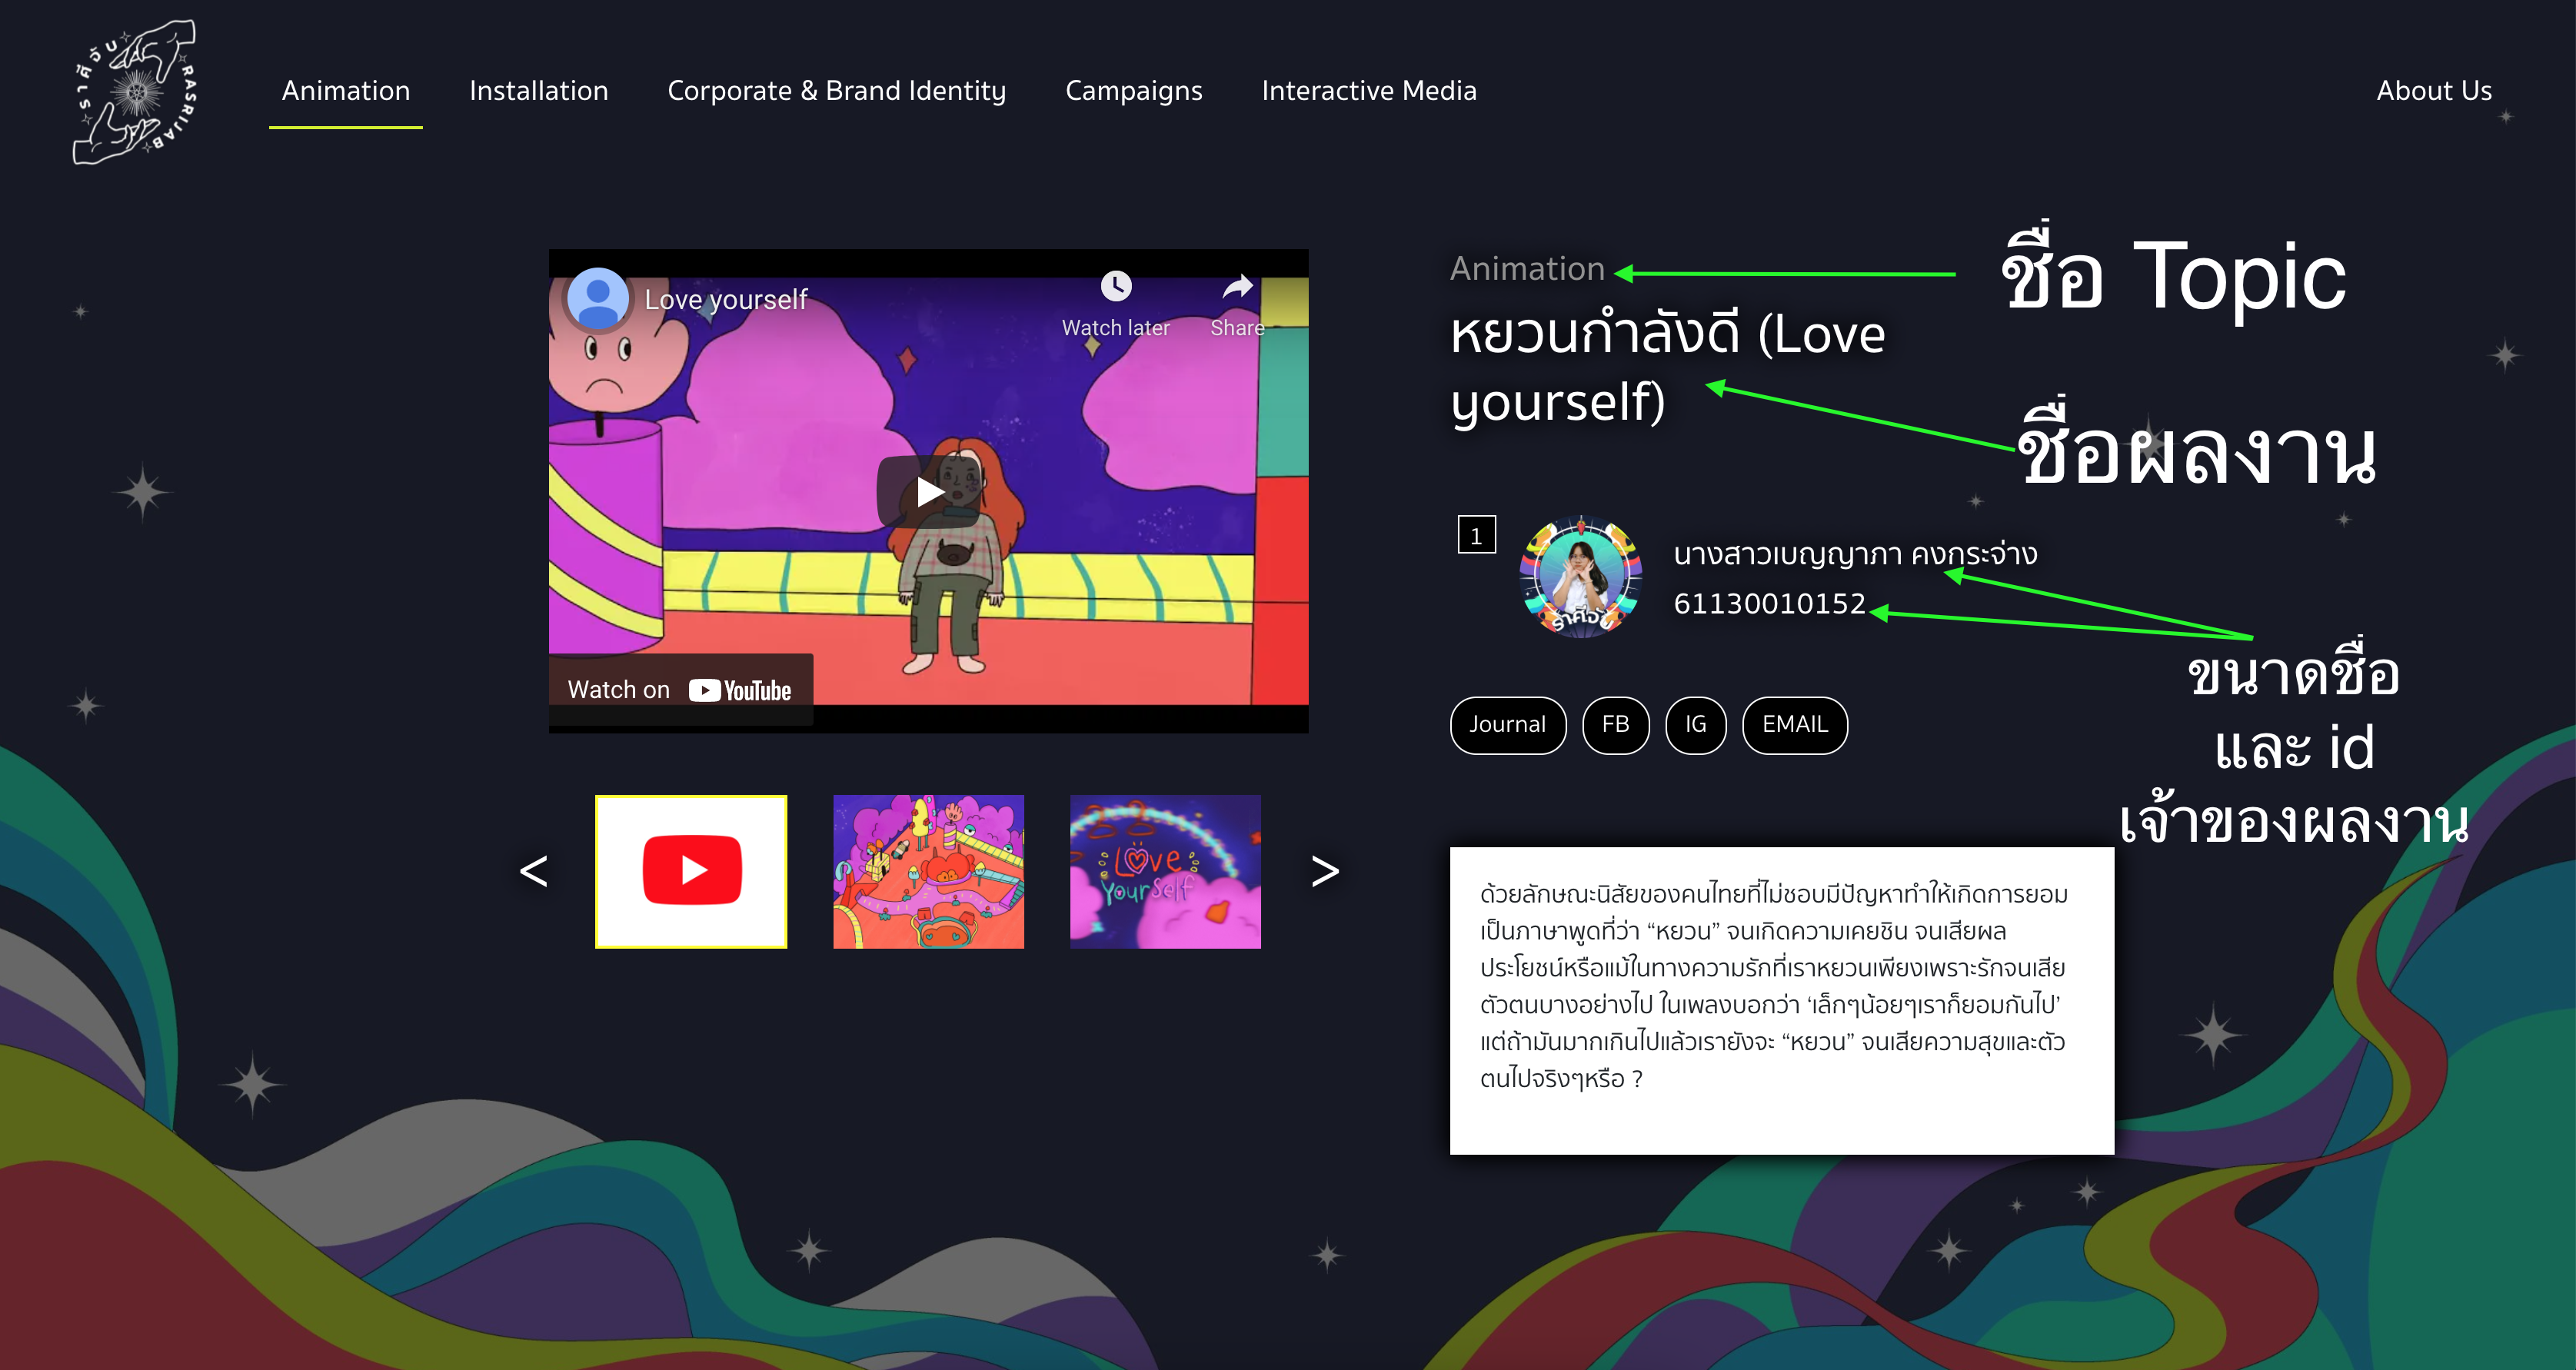 ราศีจับ
RASRIJAB
Animation
Installation
Corporate & Brand Identity
Campaigns
Interactive Media
About Us
Love yourself
Watch later
Share
Watch on YouTube
LOve
YourSelf
<
>
Animation
ชื่อ Topic
หยวนกำลังดี (Love
yourself)
ชื่อผลงาน
1
นางสาวเบญญาภา คงกระจ่าง
61130010152
ราศีจับ
ขนาดชื่อ
และ id
เจ้าของผลงาน
Journal
FB
IG
EMAIL
ด้วยลักษณะนิสัยของคนไทยที่ไม่ชอบมีปัญหาทำให้เกิดการยอม
เป็นภาษาพูดที่ว่า “หยวน” จนเกิดความเคยชิน จนเสียผล
ประโยชน์หรือแม้ในทางความรักที่เราหยวนเพียงเพราะรักจนเสีย
ตัวตนบางอย่างไป ในเพลงบอกว่า ‘เล็กๆน้อยๆเราก็ยอมกันไป’
แต่ถ้ามันมากเกินไปแล้วเรายังจะ “หยวน” จนเสียความสุขและตัว
ตนไปจริงๆหรือ ?